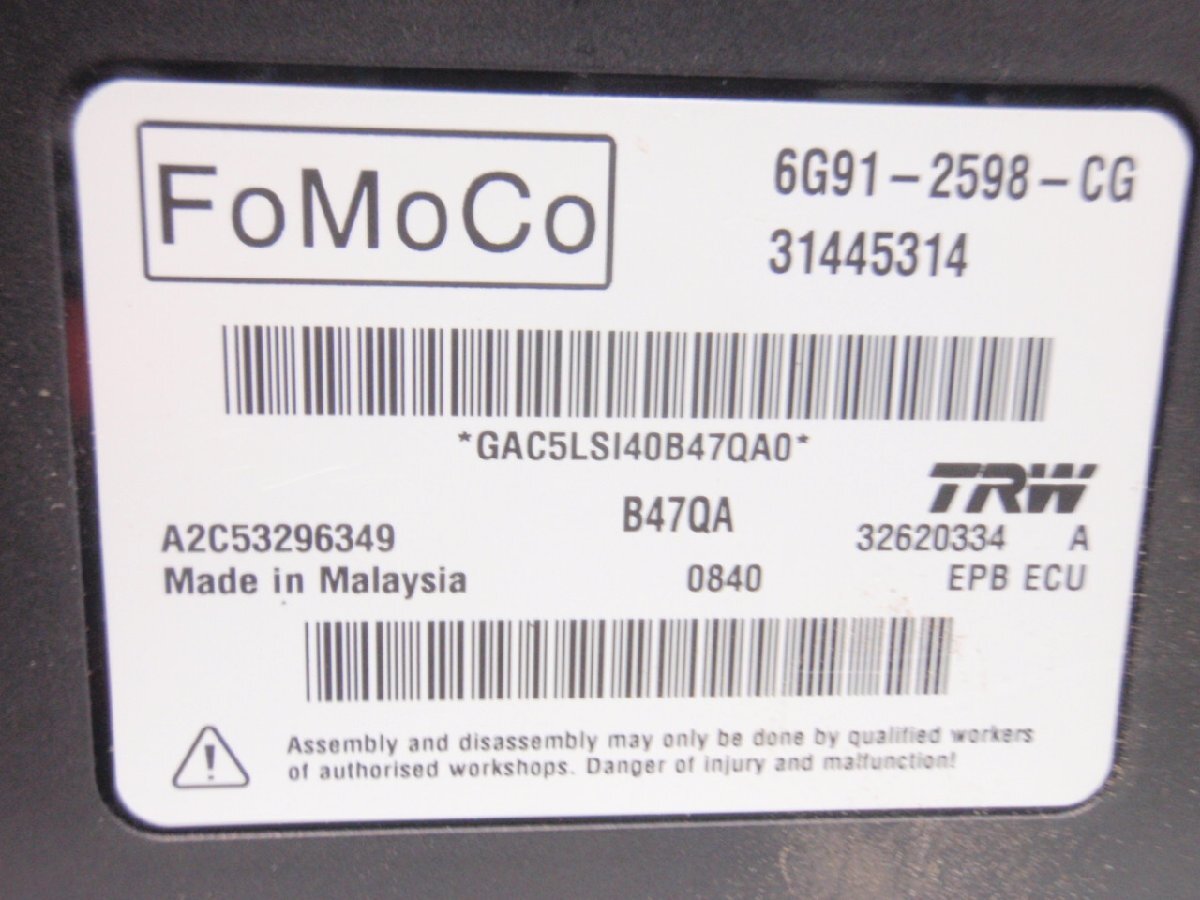 FoMoCo
6G91-2598-CG
31445314
*GAC5LSI40B47QA0*
TRW
B47QA
A2C53296349
32620334 A
Made in Malaysia
0840
EPB ECU
Assembly and disassembly may only be done by qualified workers
of authorised workshops. Danger of injury and malfunction!